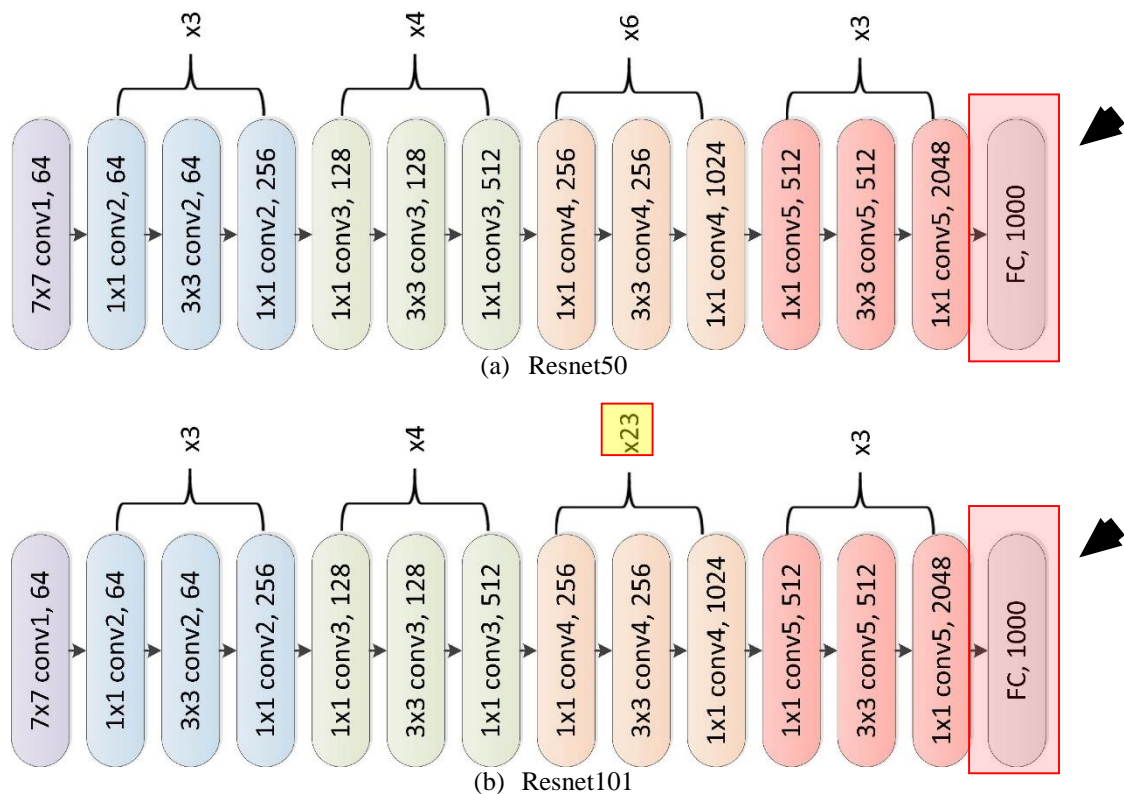 x3
x4
x6
x3
7x7 conv1, 64
1x1 conv2, 64
3x3 conv2, 64
1x1 conv2, 256
1x1 conv3, 128
3x3 conv3, 128
1x1 conv3, 512
1x1 conv4, 256
3x3 conv4, 256
1x1 conv4, 1024
1x1 conv5, 512
3x3 conv5, 512
1x1 conv5, 2048
FC, 1000
(a) Resnet50
x3
x4
x23
x3
7x7 conv1, 64
1x1 conv2, 64
3x3 conv2, 64
1x1 conv2, 256
1x1 conv3, 128
3x3 conv3, 128
1x1 conv3, 512
1x1 conv4, 256
3x3 conv4, 256
1x1 conv4, 1024
1x1 conv5, 512
3x3 conv5, 512
1x1 conv5, 2048
FC, 1000
(b) Resnet101